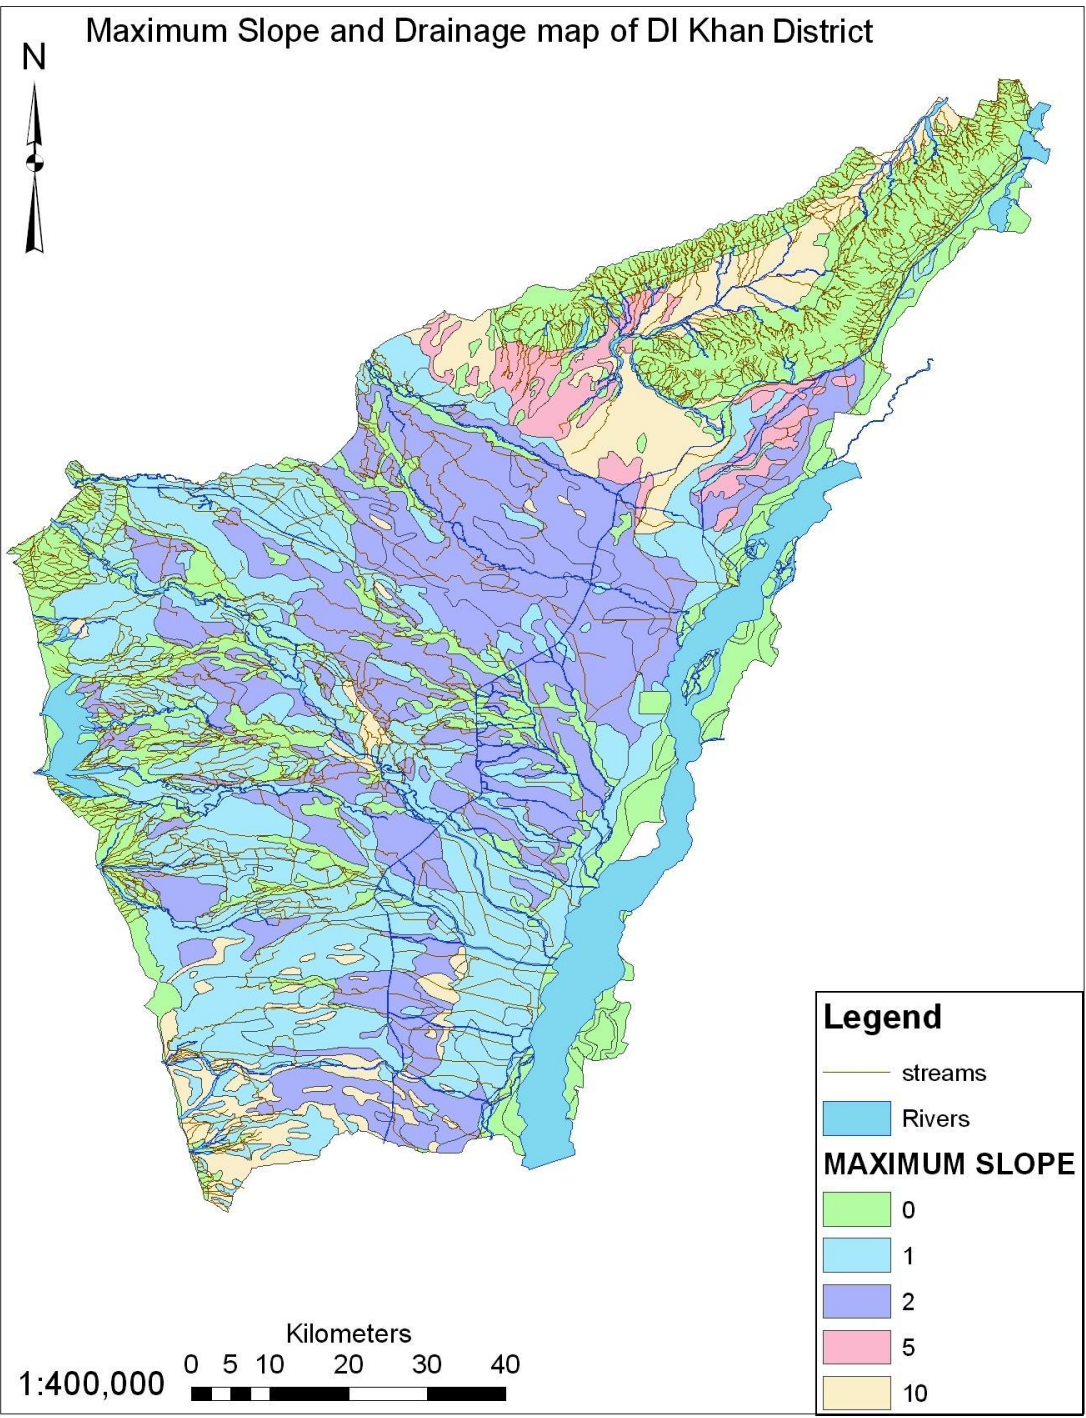 Maximum Slope and Drainage map of DI Khan District
N
Legend
streams
Rivers
MAXIMUM SLOPE
0
1
2
5
10
Kilometers
0 5 10 20 30 40
1:400,000